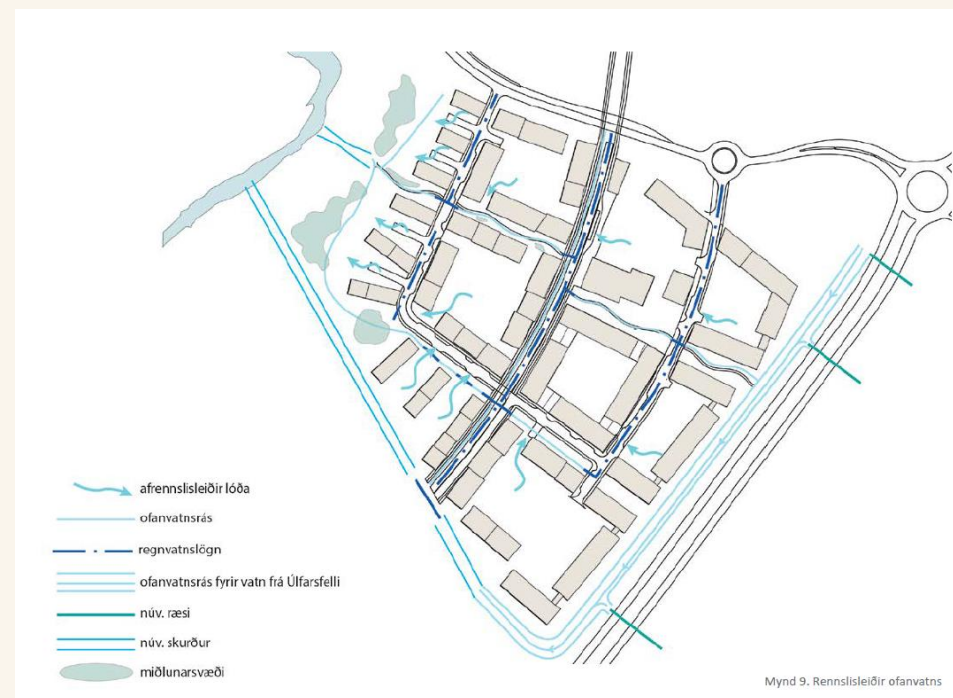 afrennslisleiðir lóða
ofanvatnsrás
regnvatnslögn
ofanvatnsrás fyrir vatn frá Úlfarsfelli
núv. ræsi
núv. skurður
miðlunarsvæði
Mynd 9. Rennslisleiðir ofanvatns